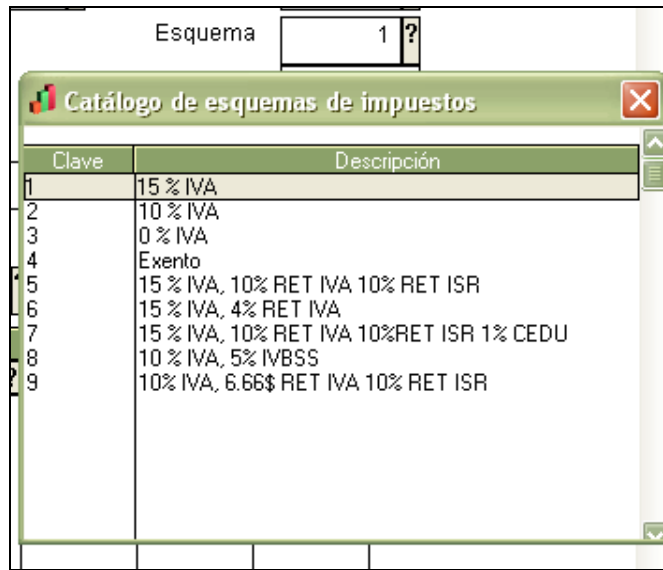 Esquema 1 ?
Catálogo de esquemas de impuestos
Clave Descripción
1 15 % IVA
2 10 % IVA
3 0 % IVA
4 Exento
5 15 % IVA, 10% RET IVA 10% RET ISR
6 15 % IVA, 4% RET IVA
7 15 % IVA, 10% RET IVA 10%RET ISR 1% CEDU
8 10 % IVA, 5% IVBSS
9 10% IVA, 6.66$ RET IVA 10% RET ISR